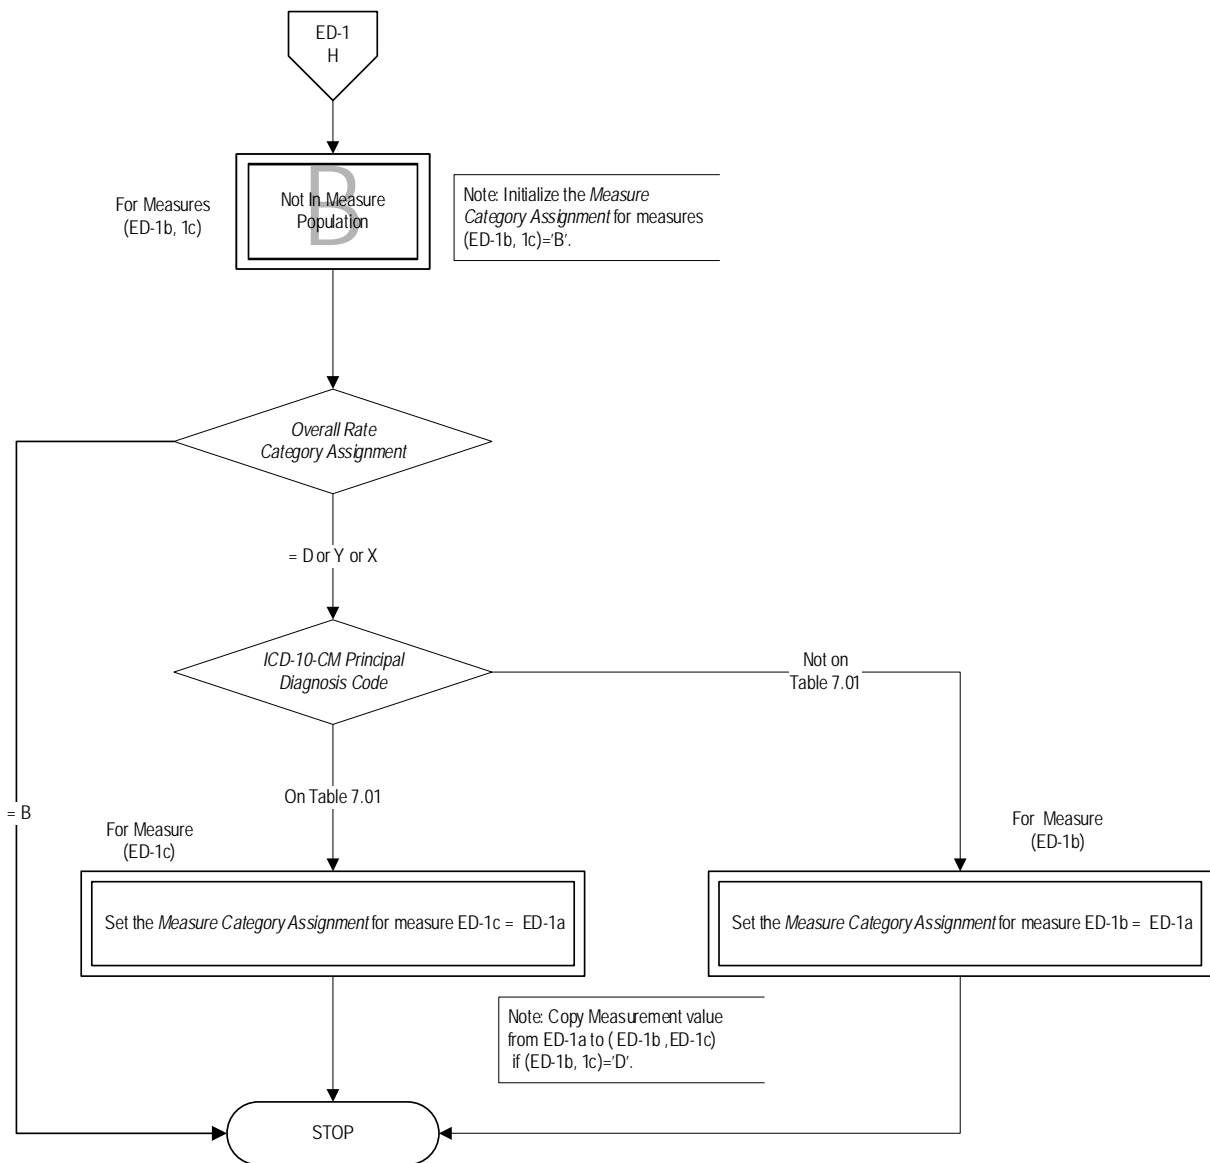 ED-1
H
For Measures
(ED-1b, 1c)
B
Not In Measure
Population
Note: Initialize the Measure
Category Assignment for measures
(ED-1b, 1c)='B'.
Overall Rate
Category Assignment
= D or Y or X
ICD-10-CM Principal
Diagnosis Code
Not on
Table 7.01
On Table 7.01
= B
For Measure
(ED-1c)
For Measure
(ED-1b)
Set the Measure Category Assignment for measure ED-1c = ED-1a
Set the Measure Category Assignment for measure ED-1b = ED-1a
Note: Copy Measurement value
from ED-1a to ( ED-1b ,ED-1c)
if (ED-1b, 1c)='D'.
STOP